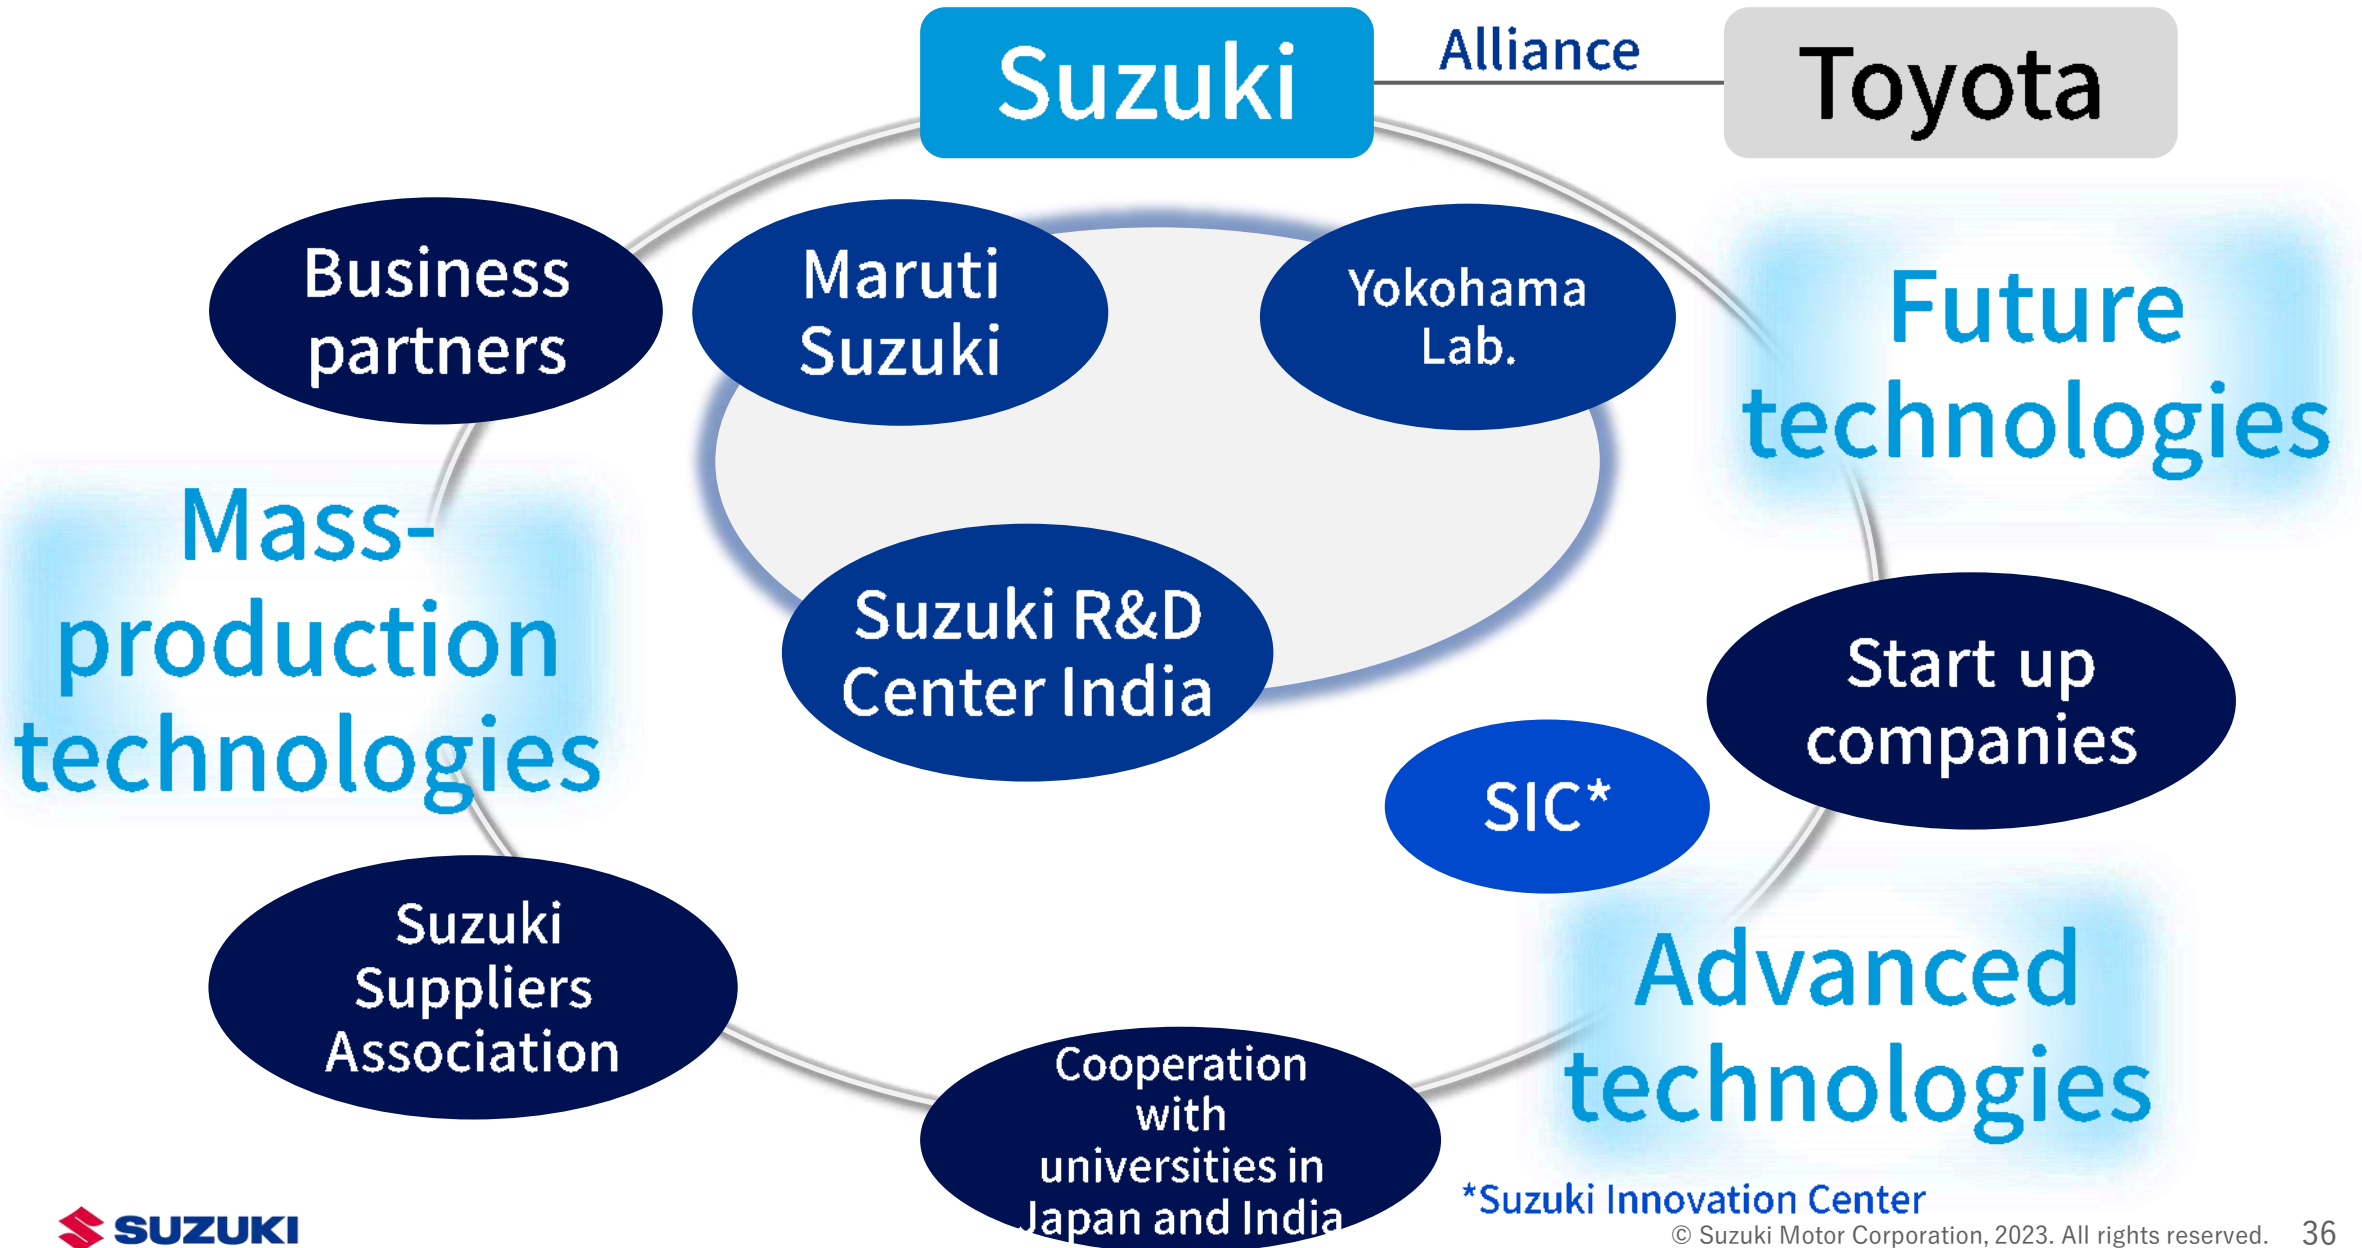 Suzuki
Alliance
Toyota
Business
partners
Maruti
Suzuki
Yokohama
Lab.
Future
technologies
Mass-
production
technologies
Suzuki R&D
Center India
Start up
companies
SIC*
Suzuki
Suppliers
Association
Advanced
technologies
Cooperation
with
universities in
Japan and India
*Suzuki Innovation Center
SUZUKI
© Suzuki Motor Corporation, 2023. All rights reserved. 36